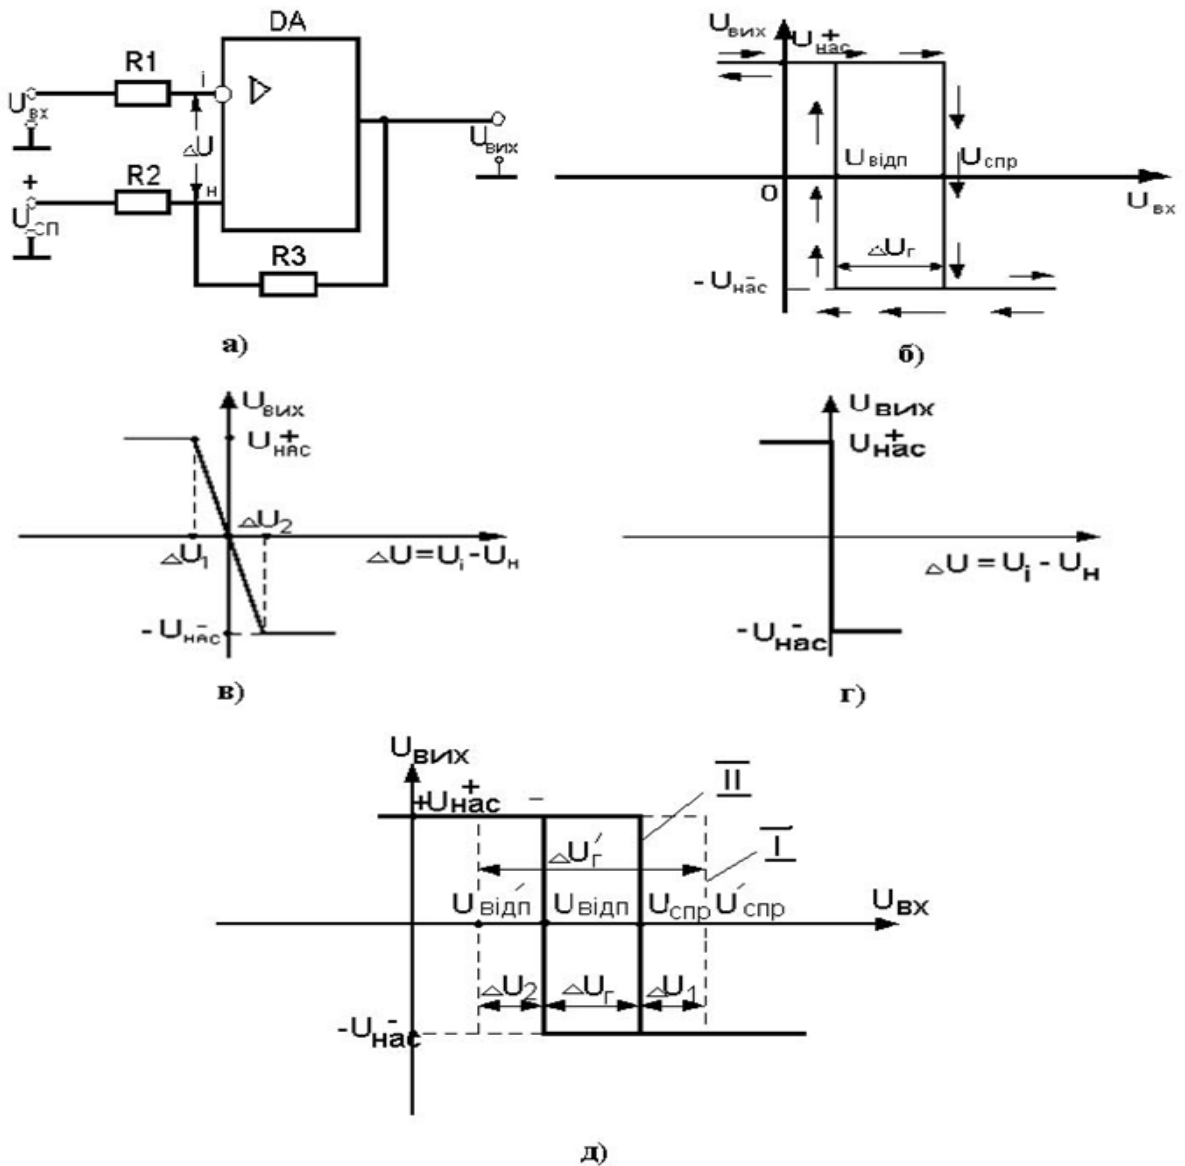 DA
R1
i
U вх
ΔU
U вих
+
R2
н
U сп
R3
а)
U вих
U нас +
U відп
U спр
0
U вх
ΔU г
- U нас -
б)
U вих
U нас +
ΔU 2
ΔU 1
ΔU = U i - U н
- U нас -
в)
U вих
U нас +
ΔU = U i - U н
- U нас -
г)
U вих
+U нас +
-
II
I
ΔU г ′
U відп ′
U відп
U спр
U спр ′
U вх
ΔU 2
ΔU г
ΔU 1
-U нас -
д)